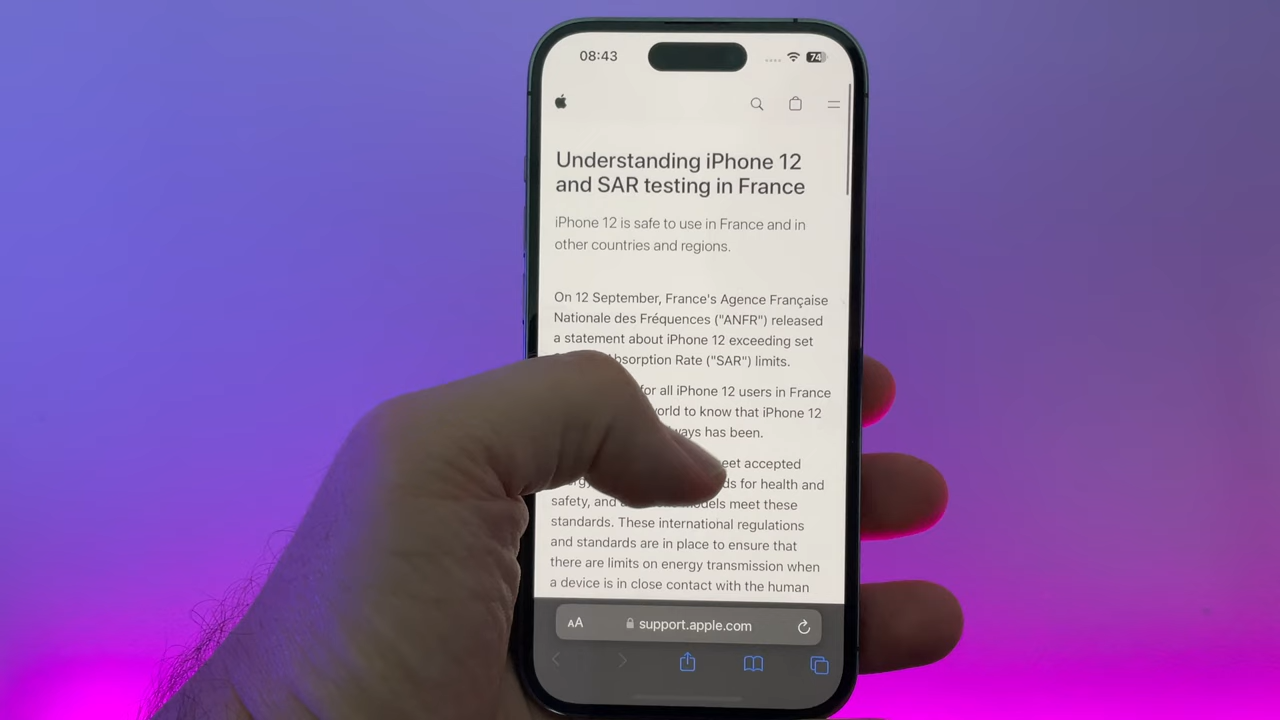 08:43
74
Understanding iPhone 12
and SAR testing in France
iPhone 12 is safe to use in France and in
other countries and regions.
On 12 September, France's Agence Française
Nationale des Fréquences ("ANFR") released
a statement about iPhone 12 exceeding set
Absorption Rate ("SAR") limits.
for all iPhone 12 users in France
world to know that iPhone 12
always has been.
meet accepted
for health and
safety, and models meet these
standards. These international regulations
and standards are in place to ensure that
there are limits on energy transmission when
a device is in close contact with the human
AA support.apple.com